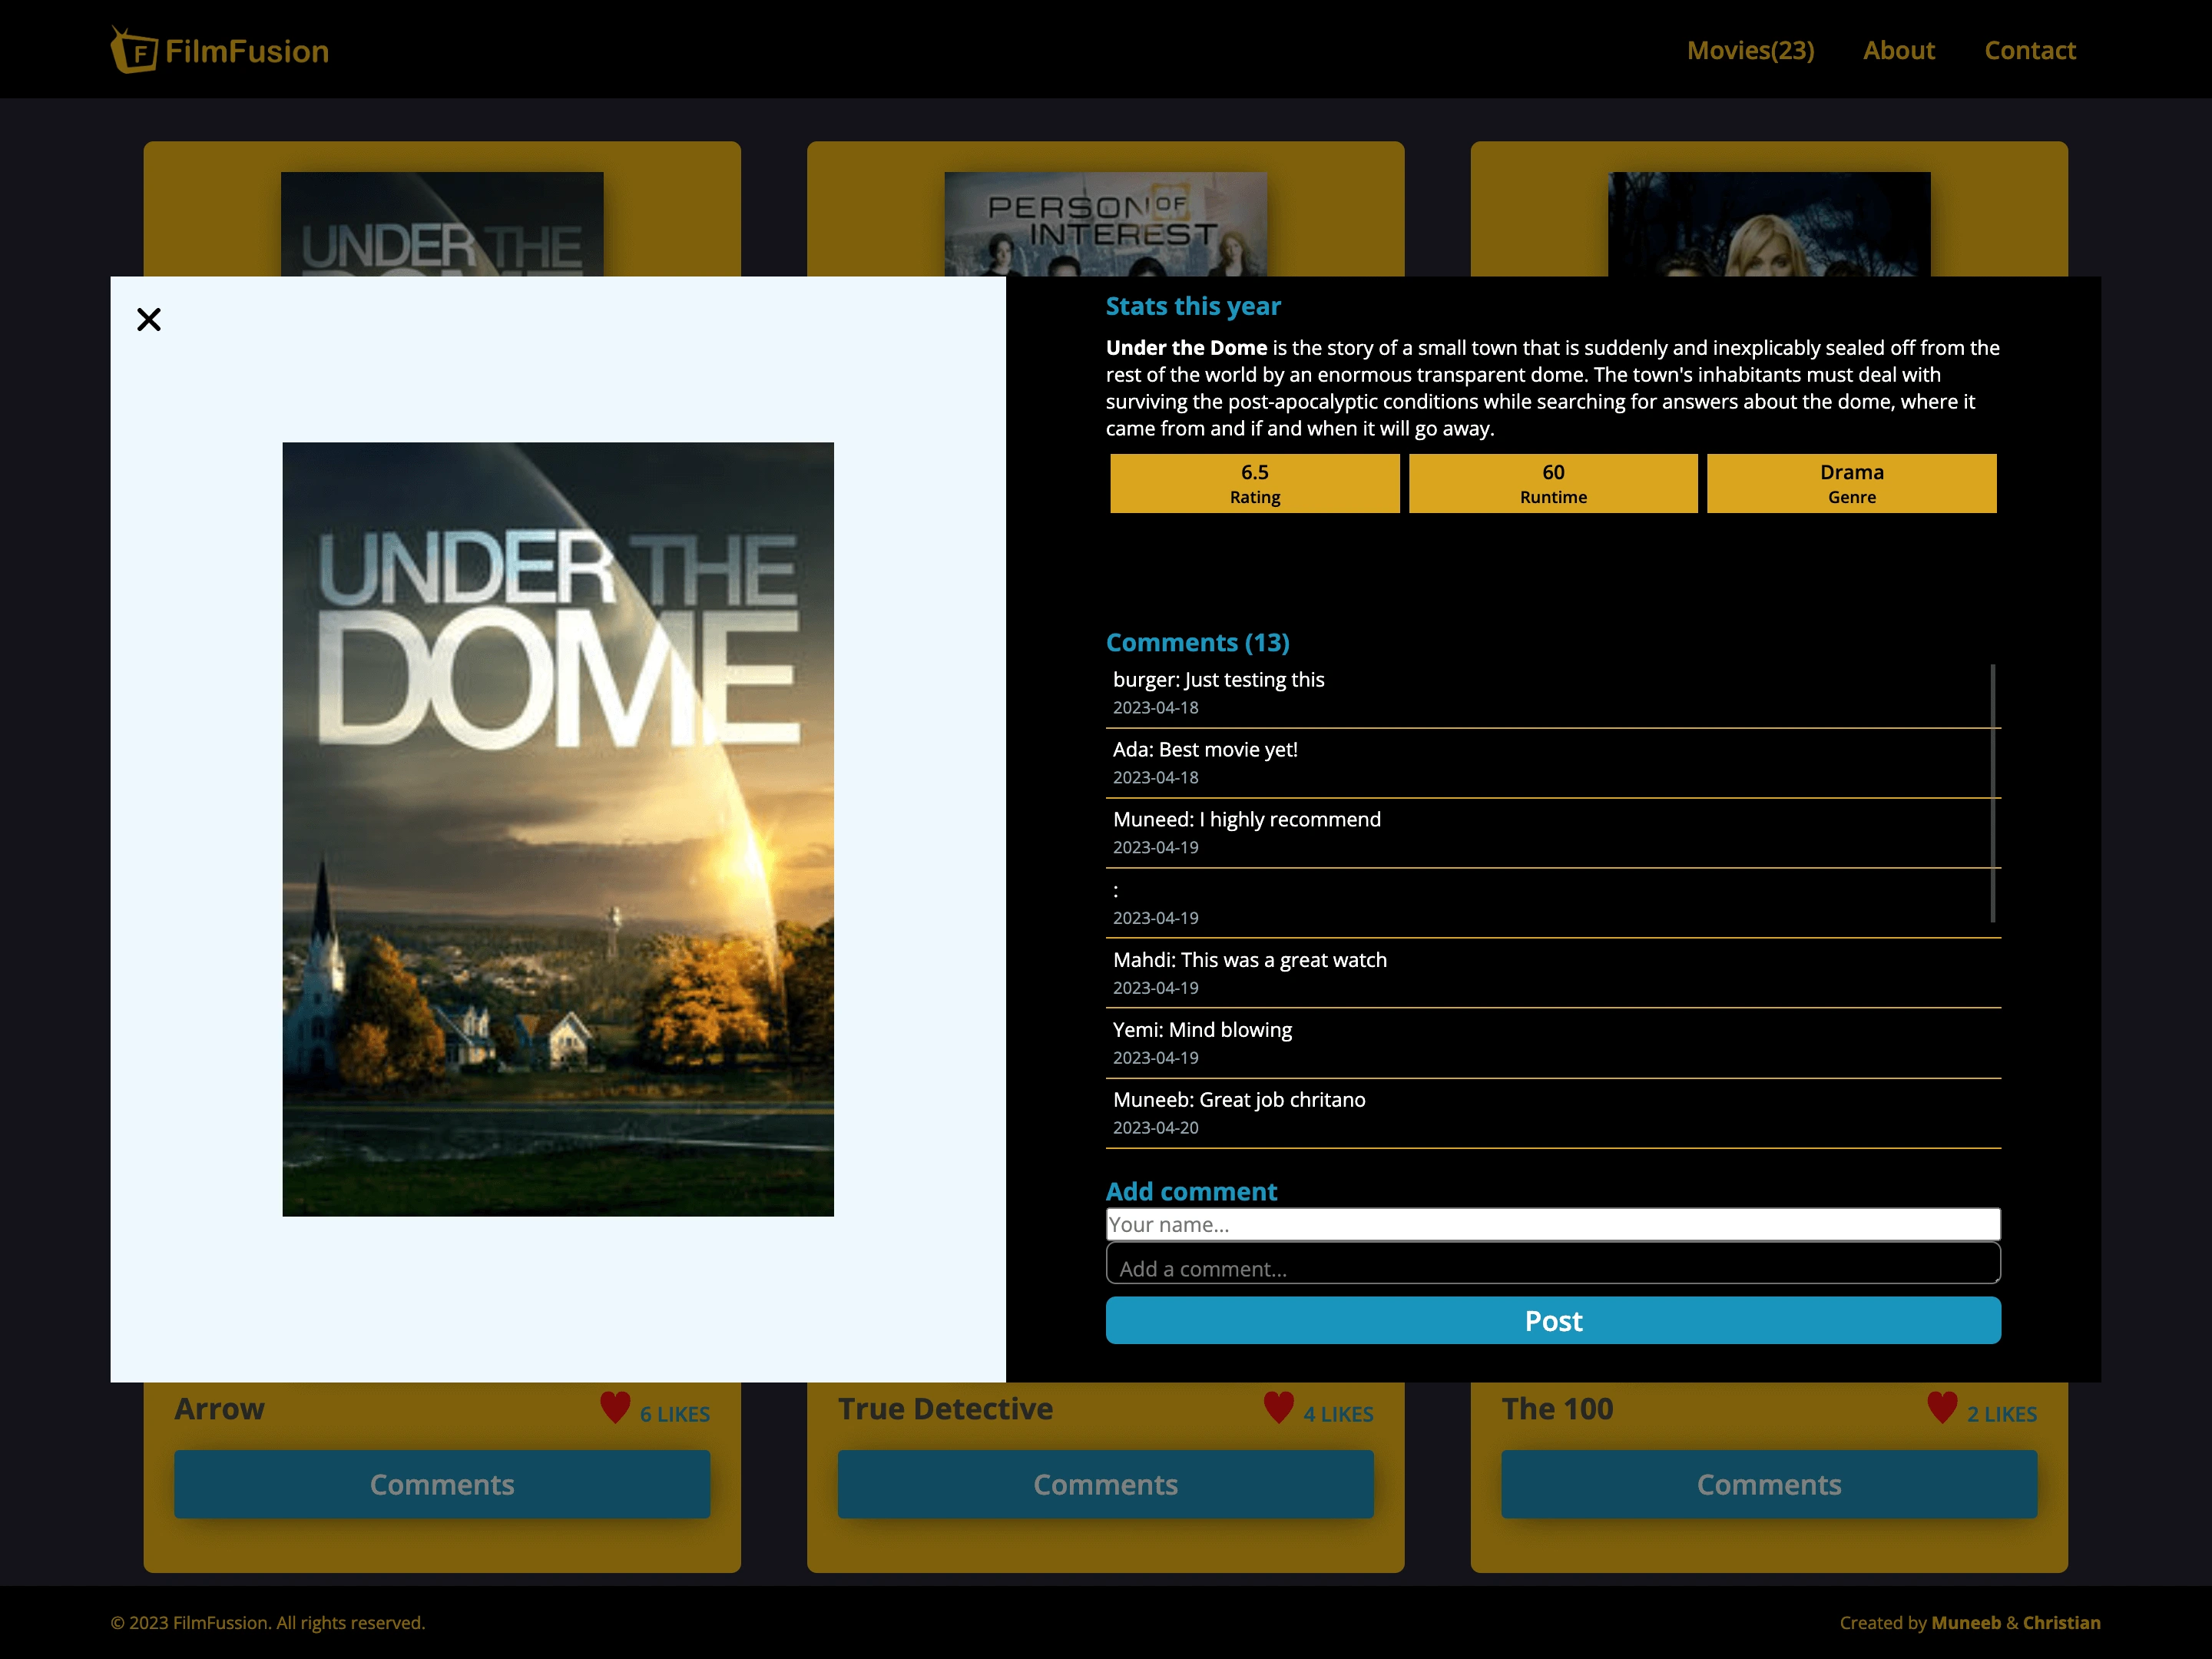 F FilmFusion
Movies(23) About Contact
UNDER THE
PERSON OF
INTEREST
Stats this year
Under the Dome is the story of a small town that is suddenly and inexplicably sealed off from the
rest of the world by an enormous transparent dome. The town's inhabitants must deal with
surviving the post-apocalyptic conditions while searching for answers about the dome, where it
came from and if and when it will go away.
6.5
Rating
60
Runtime
Drama
Genre
UNDER THE
DOME
Comments (13)
burger: Just testing this
2023-04-18
Ada: Best movie yet!
2023-04-18
Muneed: I highly recommend
2023-04-19
:
2023-04-19
Mahdi: This was a great watch
2023-04-19
Yemi: Mind blowing
2023-04-19
Muneeb: Great job chritano
2023-04-20
Add comment
Your name...
Add a comment...
Post
Arrow
6 LIKES
Comments
True Detective
4 LIKES
Comments
The 100
2 LIKES
Comments
© 2023 FilmFussion. All rights reserved.
Created by Muneeb & Christian